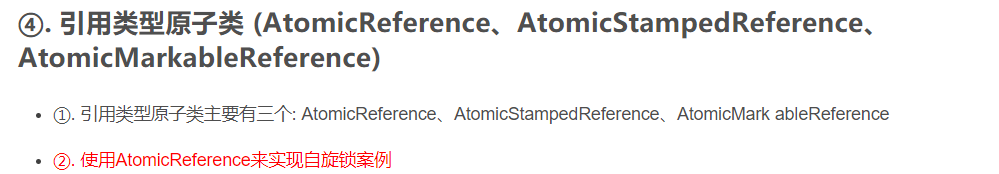 ④. 引用类型原子类 (AtomicReference、AtomicStampedReference、
AtomicMarkableReference)
①. 引用类型原子类主要有三个: AtomicReference、AtomicStampedReference、AtomicMark ableReference
②. 使用AtomicReference来实现自旋锁案例